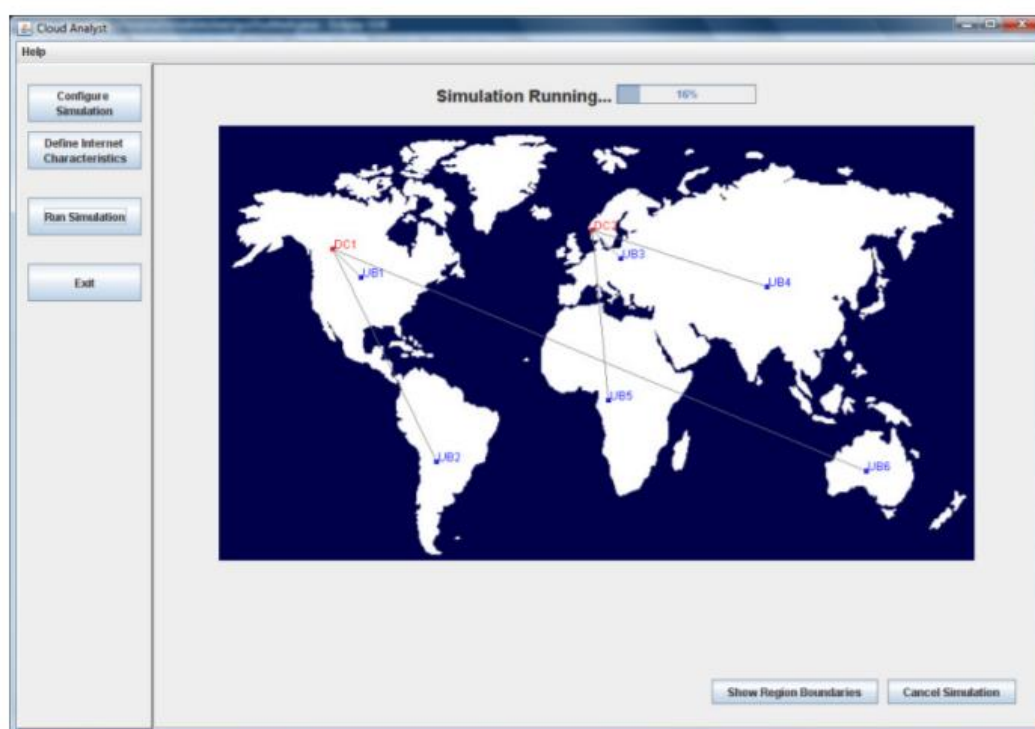 Cloud Analyst
Help
Configure
Simulation
Define Internet
Characteristics
Run Simulation
Exit
Simulation Running... 16%
DC1
UB1
DC2
UB3
UB4
UB5
UB2
UB6
Show Region Boundaries
Cancel Simulation